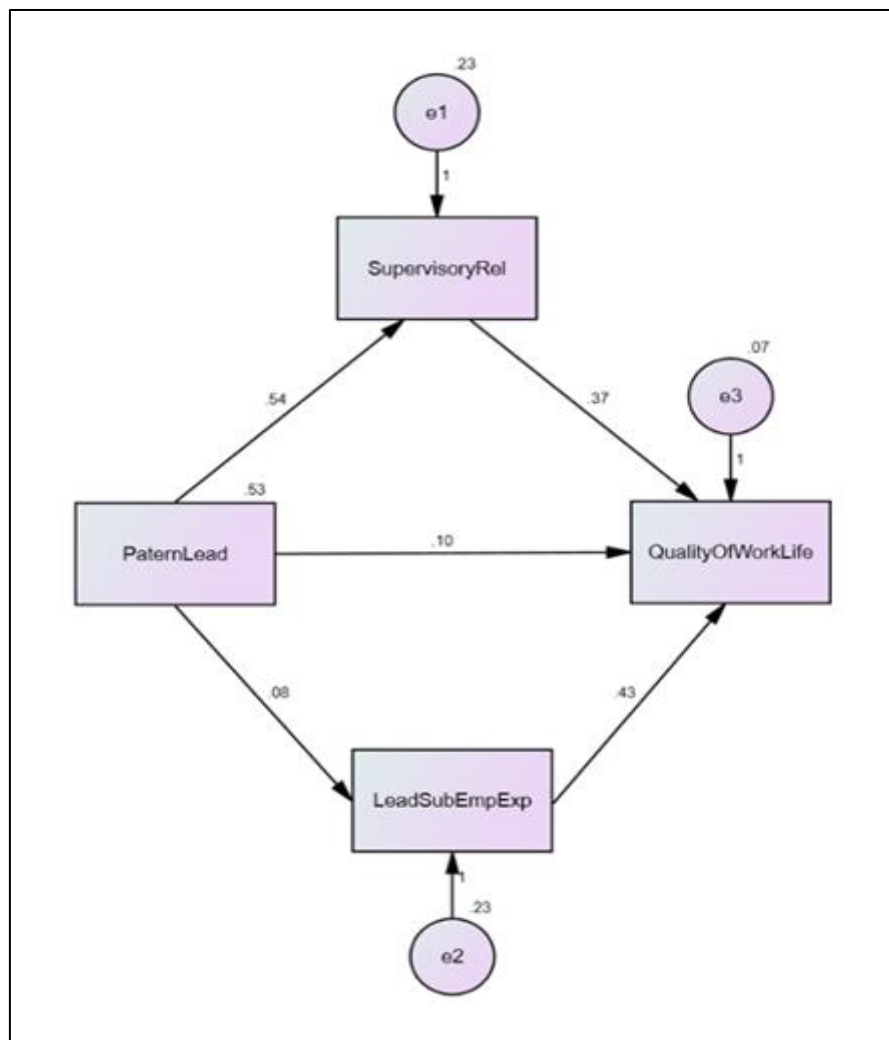 .23
e1
1
SupervisoryRel
.07
e3
.54
.37
1
.53
PaternLead
.10
QualityOfWorkLife
.08
.43
LeadSubEmpExp
1
.23
e2